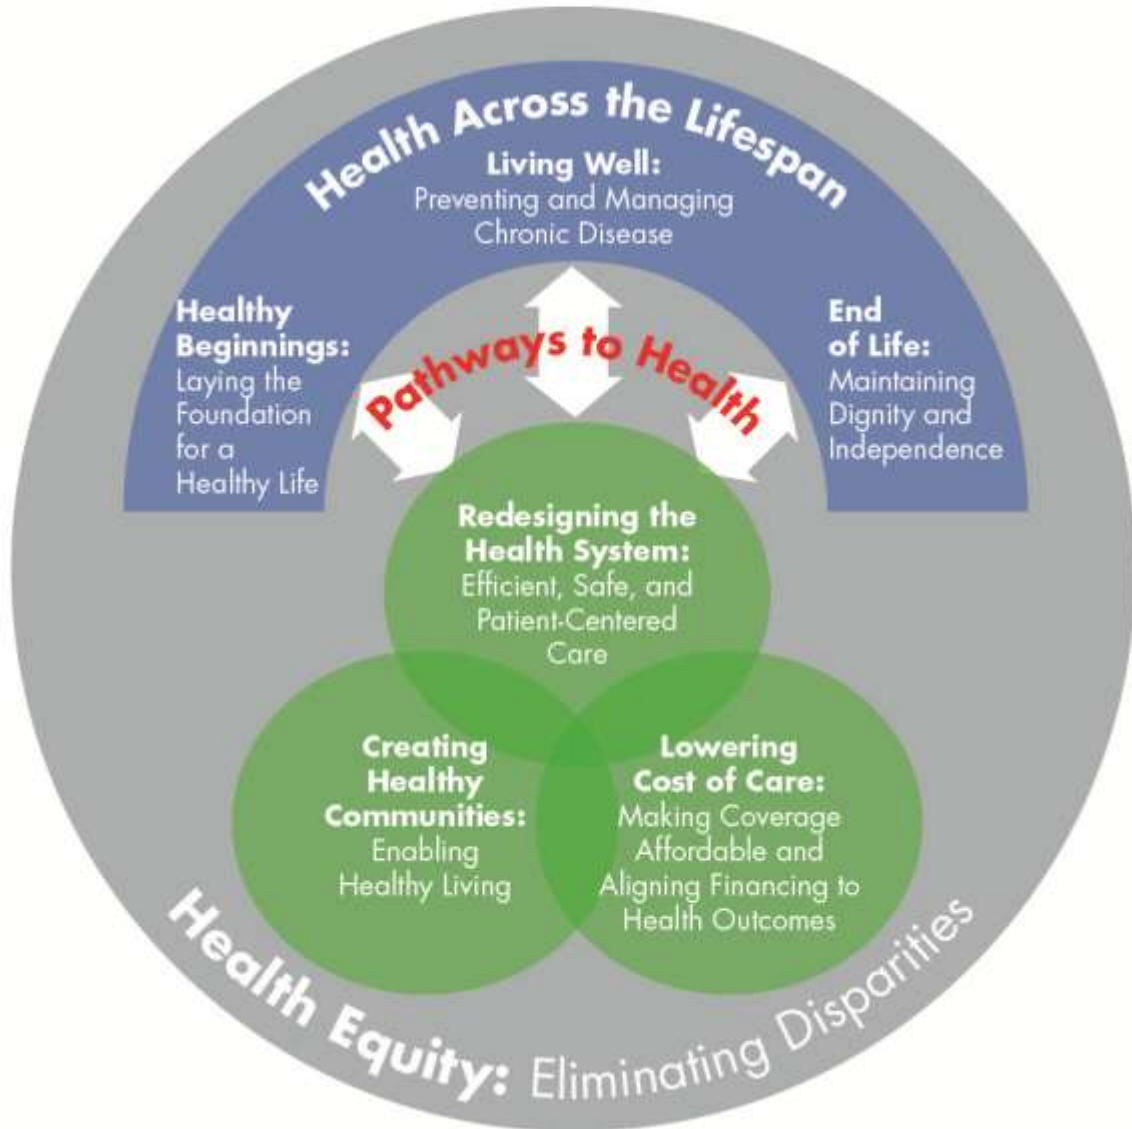 Health Across the Lifespan
Living Well:
Preventing and Managing
Chronic Disease
Healthy
Beginnings:
Laying the
Foundation
for a
Healthy Life
End
of Life:
Maintaining
Dignity and
Independence
Pathways to Health
Redesigning the
Health System:
Efficient, Safe, and
Patient-Centered
Care
Creating
Healthy
Communities:
Enabling
Healthy Living
Lowering
Cost of Care:
Making Coverage
Affordable and
Aligning Financing to
Health Outcomes
Health Equity: Eliminating Disparities